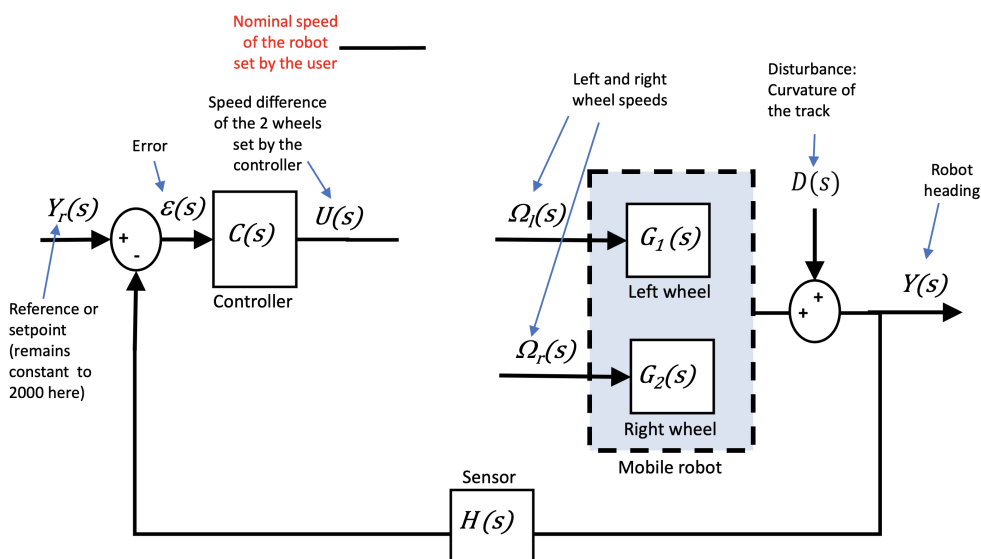 Nominal speed
of the robot
set by the user
Speed difference
of the 2 wheels
set by the
controller
Left and right
wheel speeds
Disturbance:
Curvature of
the track
Error
Robot
heading
Yr(s)
ε(s)
C(s)
U(s)
Ωl(s)
G1(s)
D(s)
Y(s)
+
-
Controller
Left wheel
+
+
Reference or
setpoint
(remains
constant to
2000 here)
Ωr(s)
G2(s)
Right wheel
Mobile robot
Sensor
H(s)